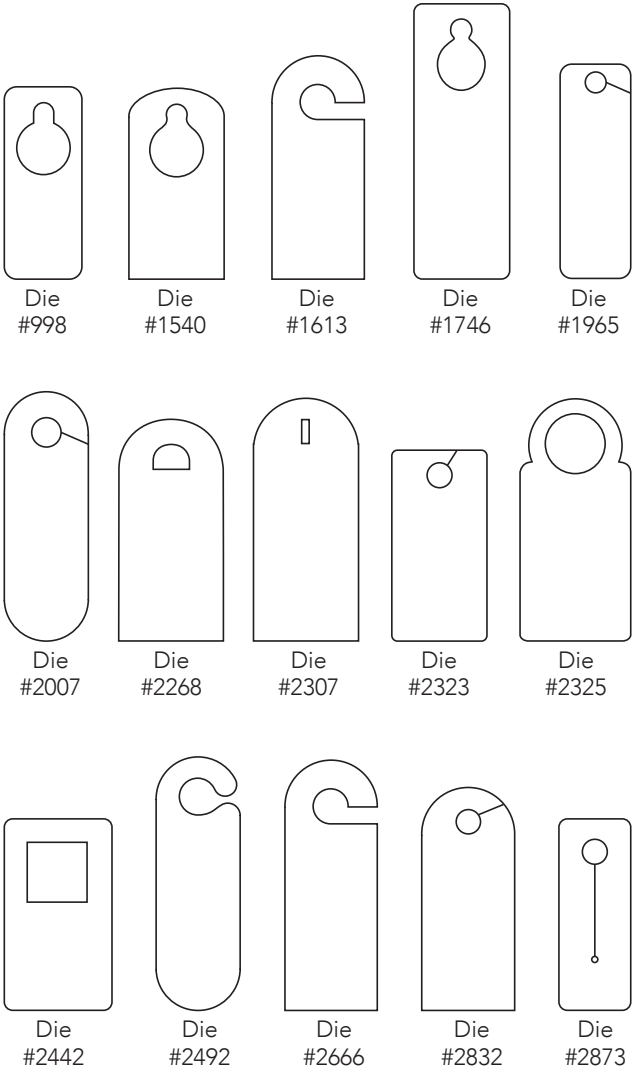 Die Die Die Die Die
#998 #1540 #1613 #1746 #1965
Die Die Die Die Die
#2007 #2268 #2307 #2323 #2325
Die Die Die Die Die
#2442 #2492 #2666 #2832 #2873